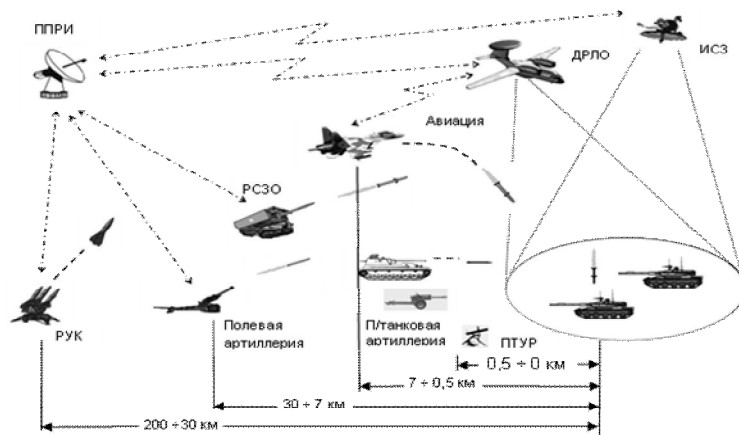 ППРИ
ИСЗ
ДРЛО
Авиация
РСЗО
РУК
Полевая
артиллерия
П/танковая
артиллерия
ПТУР
0,5 ÷ 0 км
7 ÷ 0,5 км
30 ÷ 7 км
200 ÷30 км